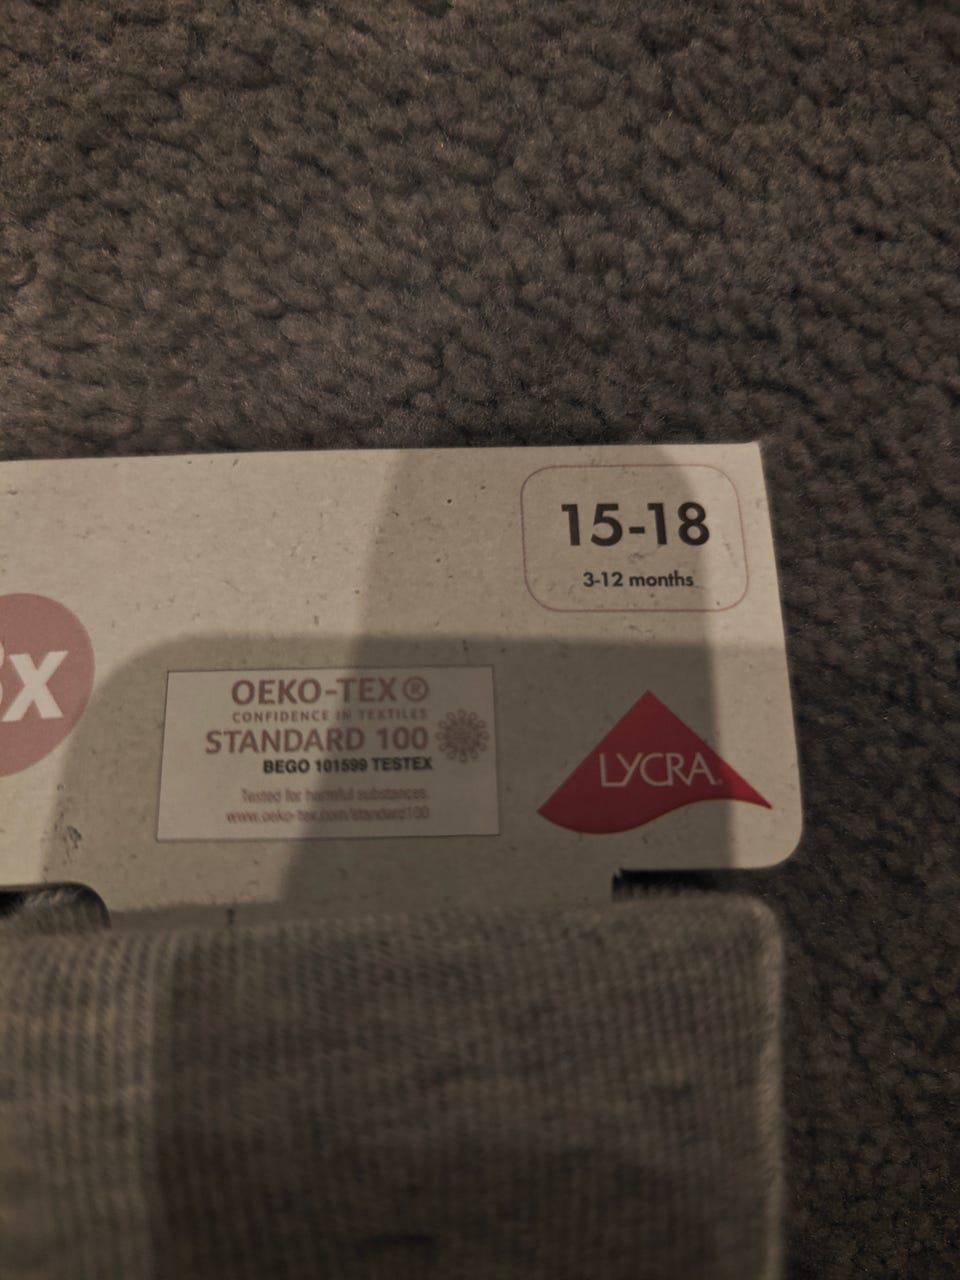 15-18
3-12 months
3x
OEKO-TEX®
CONFIDENCE IN TEXTILES
STANDARD 100
BEGO 101599 TESTEX
Tested for harmful substances.
www.oeko-tex.com/standard100
LYCRA®